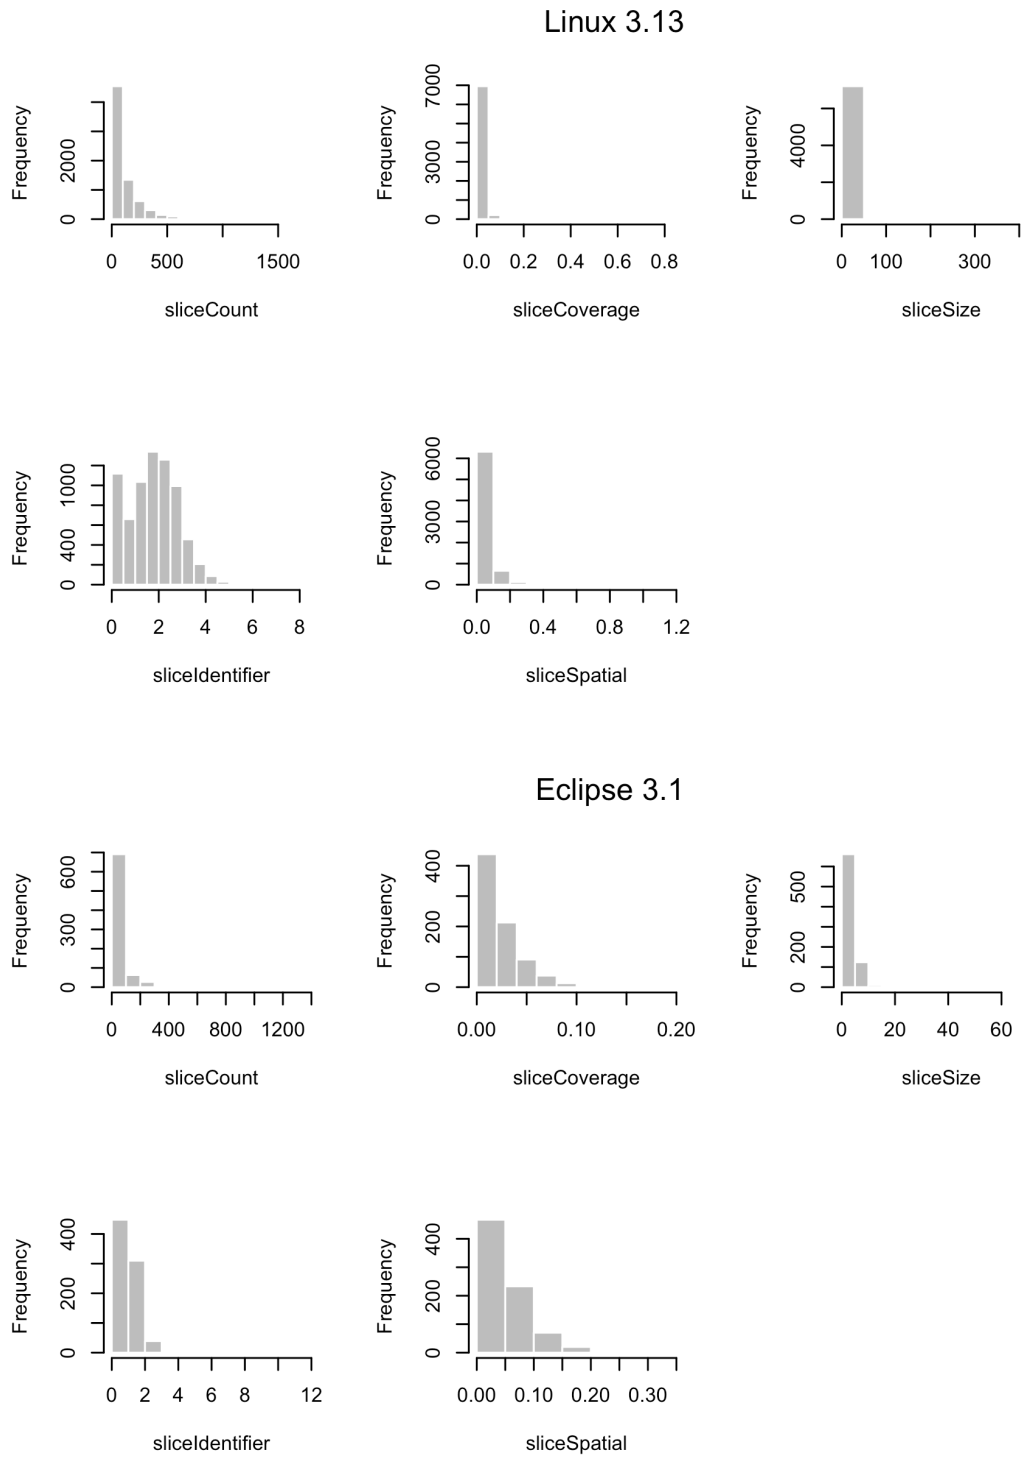 Linux 3.13
Frequency
0 2000
0 500 1500
sliceCount
Frequency
0 3000 7000
0.0 0.2 0.4 0.6 0.8
sliceCoverage
Frequency
0 4000
0 100 300
sliceSize
Frequency
0 400 1000
0 2 4 6 8
sliceIdentifier
Frequency
0 3000 6000
0.0 0.4 0.8 1.2
sliceSpatial
Eclipse 3.1
Frequency
0 300 600
0 400 800 1200
sliceCount
Frequency
0 200 400
0.00 0.10 0.20
sliceCoverage
Frequency
0 200 500
0 20 40 60
sliceSize
Frequency
0 200 400
0 2 4 6 8 12
sliceIdentifier
Frequency
0 200 400
0.00 0.10 0.20 0.30
sliceSpatial